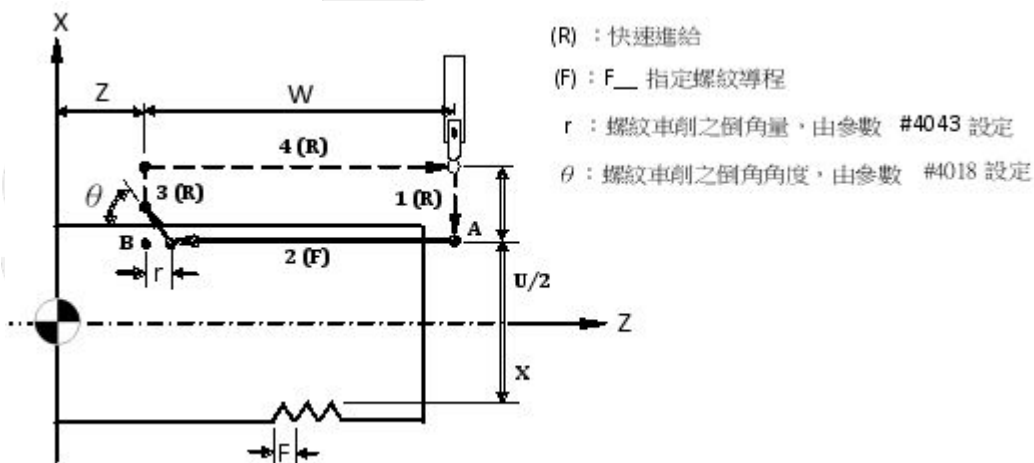 X
Z
W
4 (R)
θ
3 (R)
1 (R)
A
B
2 (F)
r
U/2
Z
X
F
(R) ：快速進給
(F)：F__ 指定螺紋導程
r ：螺紋車削之倒角量，由參數 #4043 設定
θ：螺紋車削之倒角角度，由參數 #4018 設定